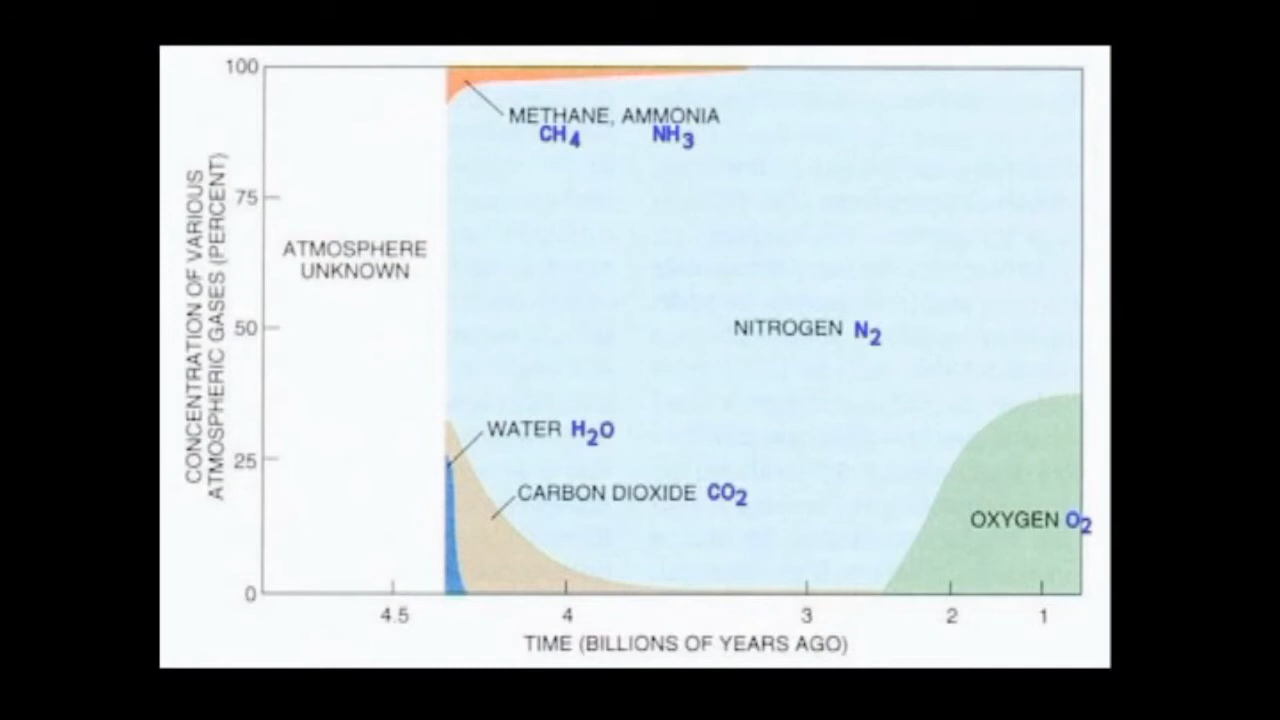 100
METHANE, AMMONIA
CH4 NH3
75
CONCENTRATION OF VARIOUS
ATMOSPHERIC GASES (PERCENT)
ATMOSPHERE
UNKNOWN
50
NITROGEN N2
WATER H2O
25
CARBON DIOXIDE CO2
OXYGEN O2
0
4.5 4 3 2 1
TIME (BILLIONS OF YEARS AGO)